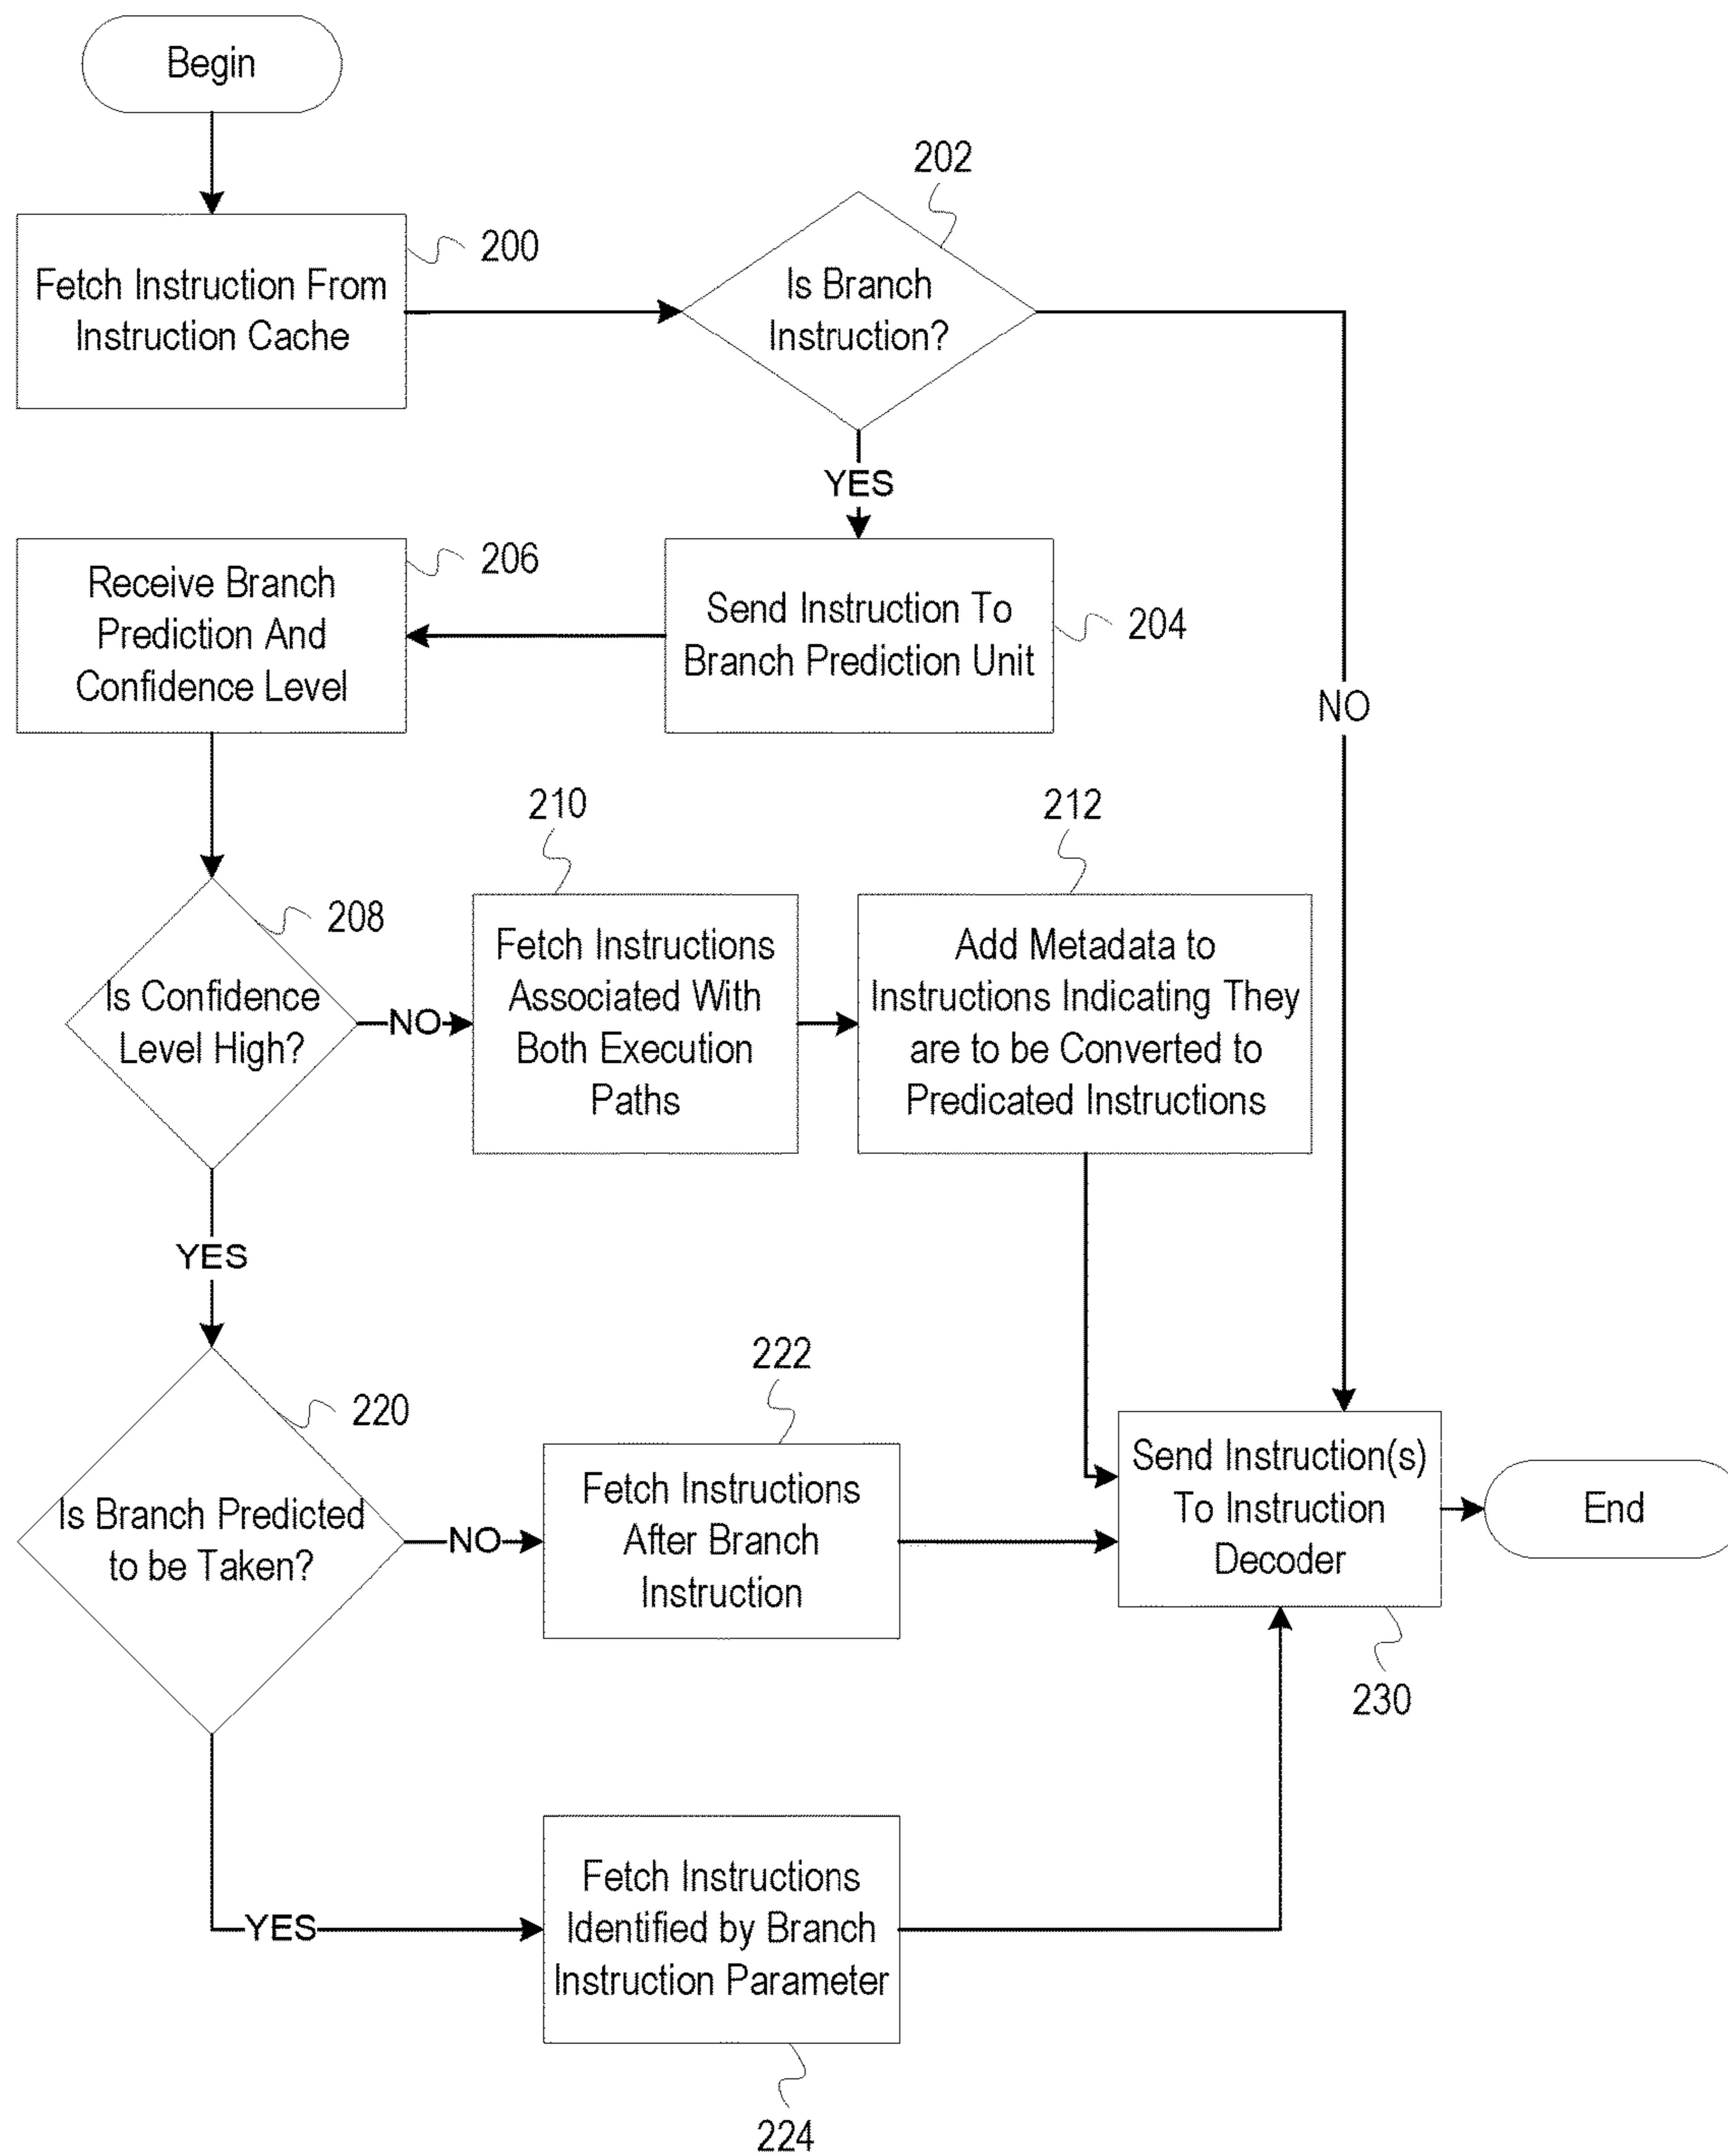 Begin
200
Fetch Instruction From
Instruction Cache
202
Is Branch
Instruction?
YES
NO
206
Receive Branch
Prediction And
Confidence Level
Send Instruction To
Branch Prediction Unit
204
208
Is Confidence
Level High?
NO
210
Fetch Instructions
Associated With
Both Execution
Paths
212
Add Metadata to
Instructions Indicating They
are to be Converted to
Predicated Instructions
YES
220
Is Branch Predicted
to be Taken?
NO
222
Fetch Instructions
After Branch
Instruction
Send Instruction(s)
To Instruction
Decoder
230
End
YES
Fetch Instructions
Identified by Branch
Instruction Parameter
224